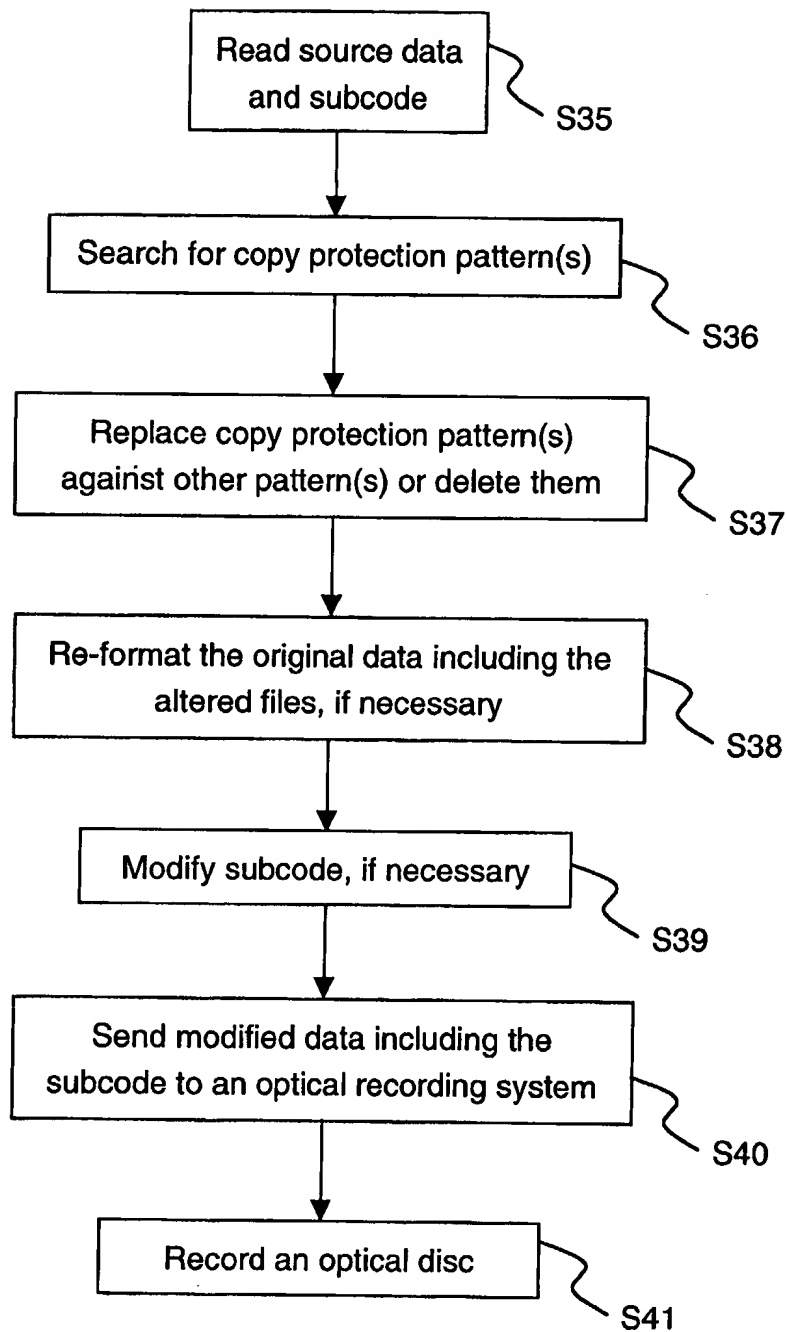 Read source data
and subcode
S35
Search for copy protection pattern(s)
S36
Replace copy protection pattern(s)
against other pattern(s) or delete them
S37
Re-format the original data including the
altered files, if necessary
S38
Modify subcode, if necessary
S39
Send modified data including the
subcode to an optical recording system
S40
Record an optical disc
S41